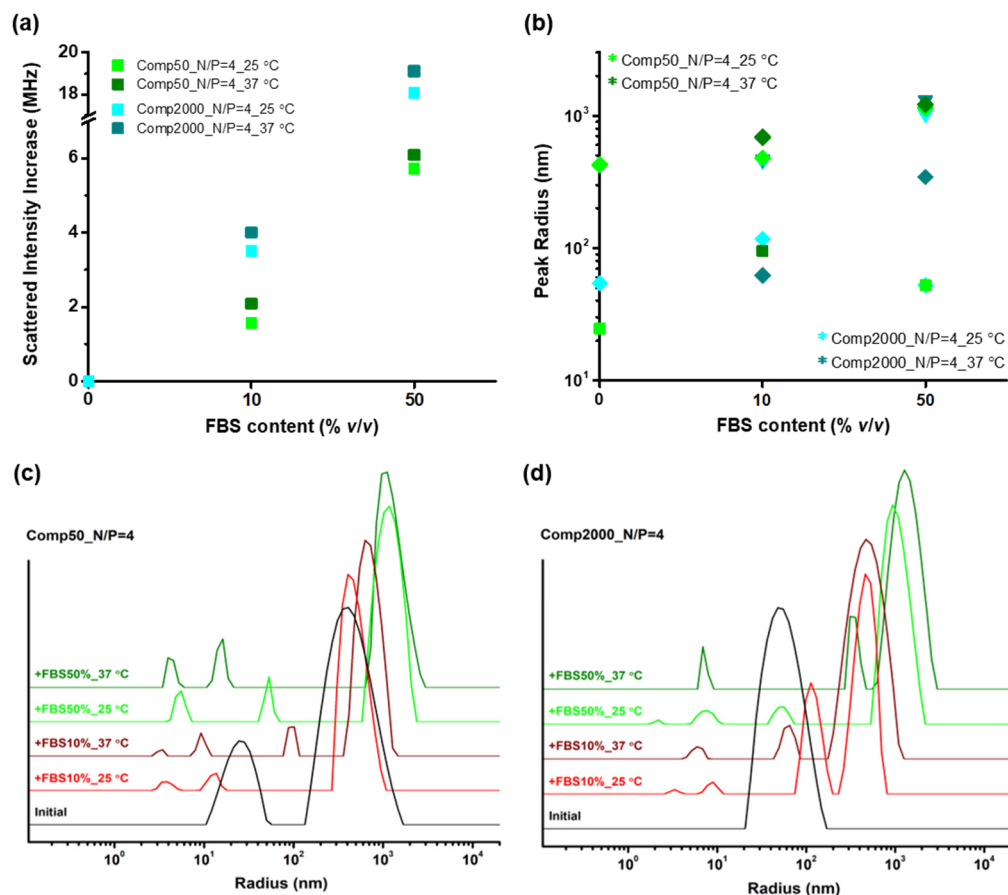 (a)
Scattered Intensity Increase (MHz)
20
18
6
4
2
0
Comp50_N/P=4_25 °C
Comp50_N/P=4_37 °C
Comp2000_N/P=4_25 °C
Comp2000_N/P=4_37 °C
0 10 50
FBS content (% v/v)
(b)
Peak Radius (nm)
10³
10²
10¹
Comp50_N/P=4_25 °C
Comp50_N/P=4_37 °C
Comp2000_N/P=4_25 °C
Comp2000_N/P=4_37 °C
0 10 50
FBS content (% v/v)
(c)
Comp50_N/P=4
+FBS50%_37 °C
+FBS50%_25 °C
+FBS10%_37 °C
+FBS10%_25 °C
Initial
10⁰ 10¹ 10² 10³ 10⁴
Radius (nm)
(d)
Comp2000_N/P=4
+FBS50%_37 °C
+FBS50%_25 °C
+FBS10%_37 °C
+FBS10%_25 °C
Initial
10⁰ 10¹ 10² 10³ 10⁴
Radius (nm)